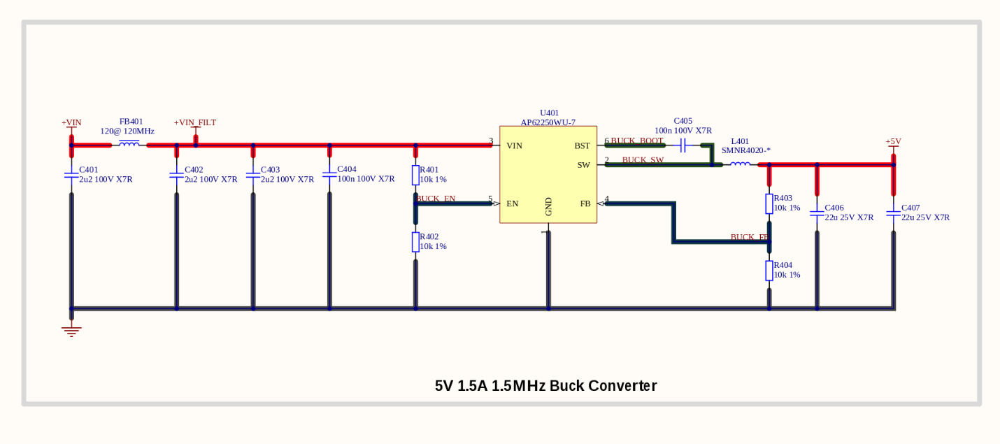 U401
AP62250WU-7
+VIN
FB401
120@ 120MHz
+VIN_FILT
C405
100n 100V X7R
3
VIN
BST
6
BUCK_BOOT
L401
SMNR4020-*
+5V
SW
2
BUCK_SW
C401
2u2 100V X7R
C402
2u2 100V X7R
C403
2u2 100V X7R
C404
100n 100V X7R
R401
10k 1%
BUCK_EN
5
EN
GND
FB
4
1
R403
10k 1%
C406
22u 25V X7R
C407
22u 25V X7R
R402
10k 1%
BUCK_FB
R404
10k 1%
5V 1.5A 1.5MHz Buck Converter